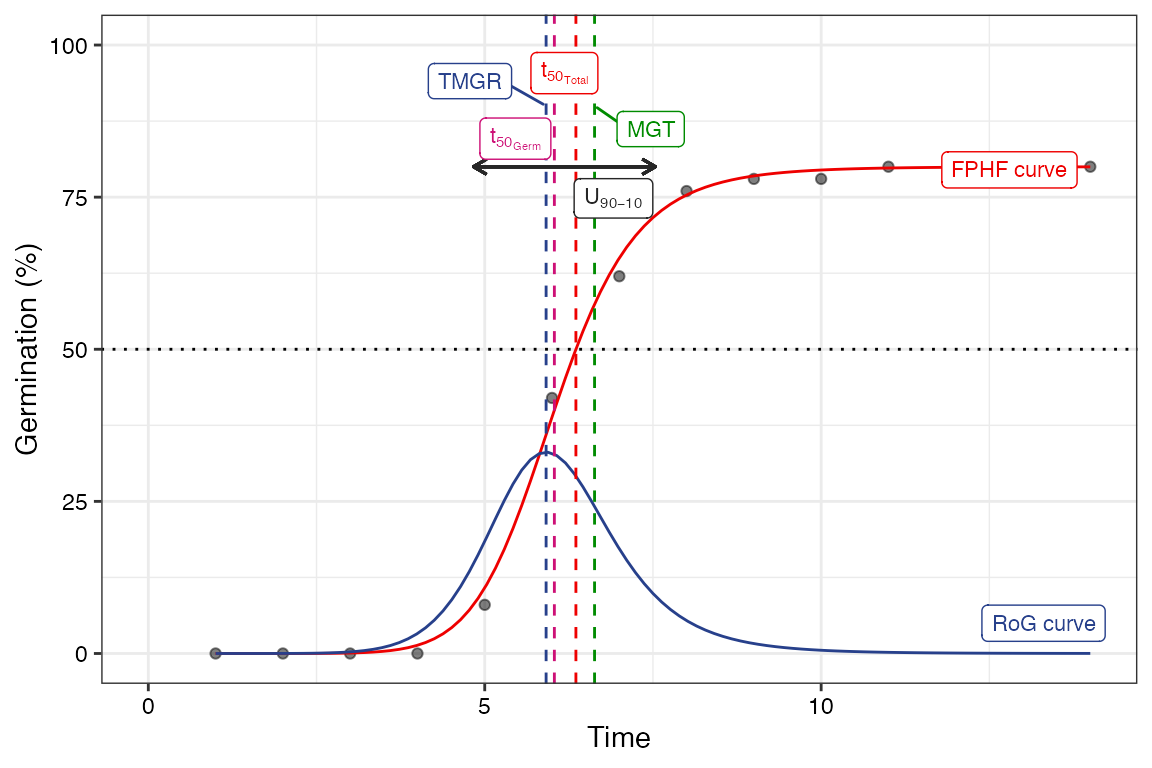 100
75
50
25
0
Germination (%)
TMGR
t50Total
MGT
t50Germ
U90−10
FPHF curve
RoG curve
0
5
10
Time